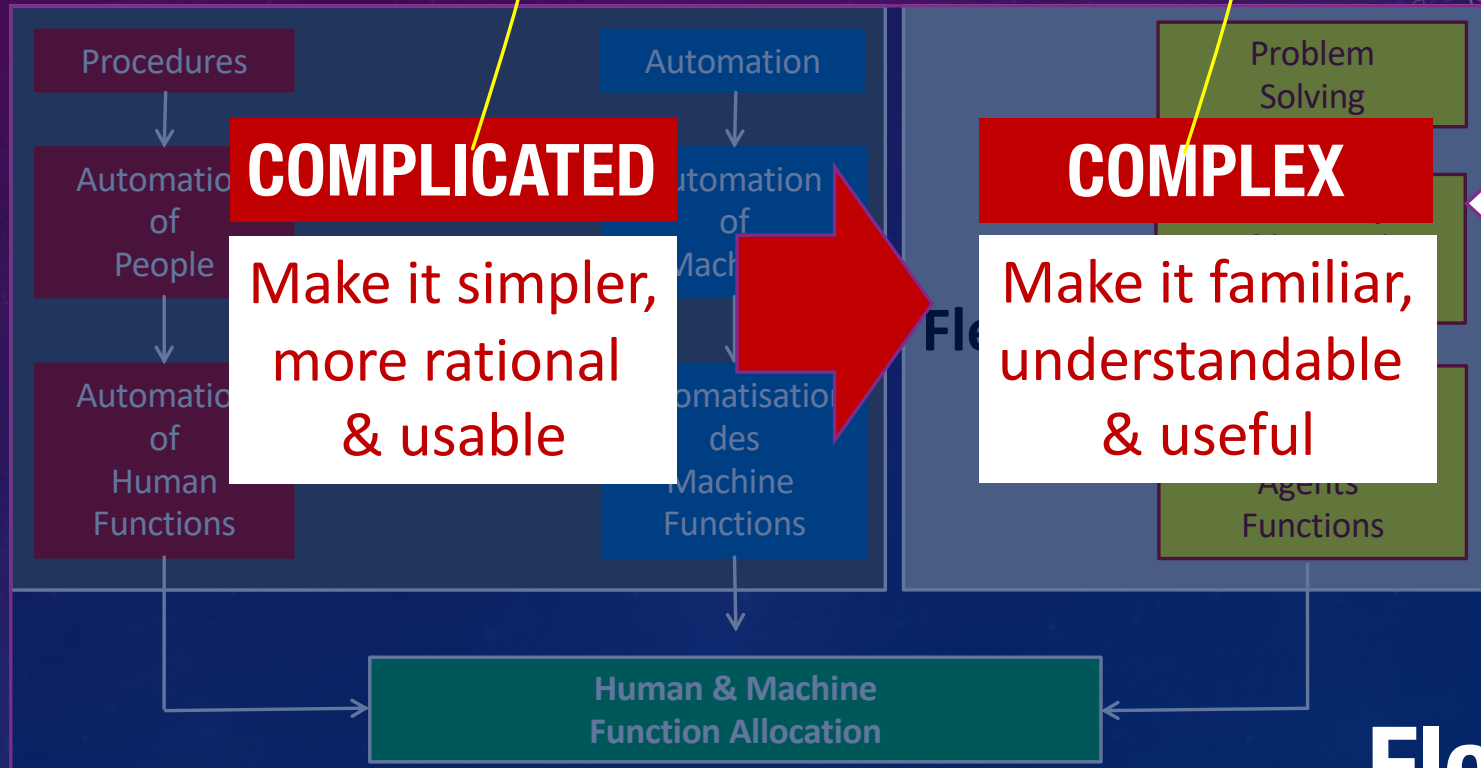 Procedures
Automation
Problem
Solving
COMPLICATED
COMPLEX
of
People
of
Make it simpler,
more rational
& usable
Make it familiar,
understandable
& useful
of
Human
Functions
des
Machine
Functions
Agents
Functions
Human & Machine
Function Allocation